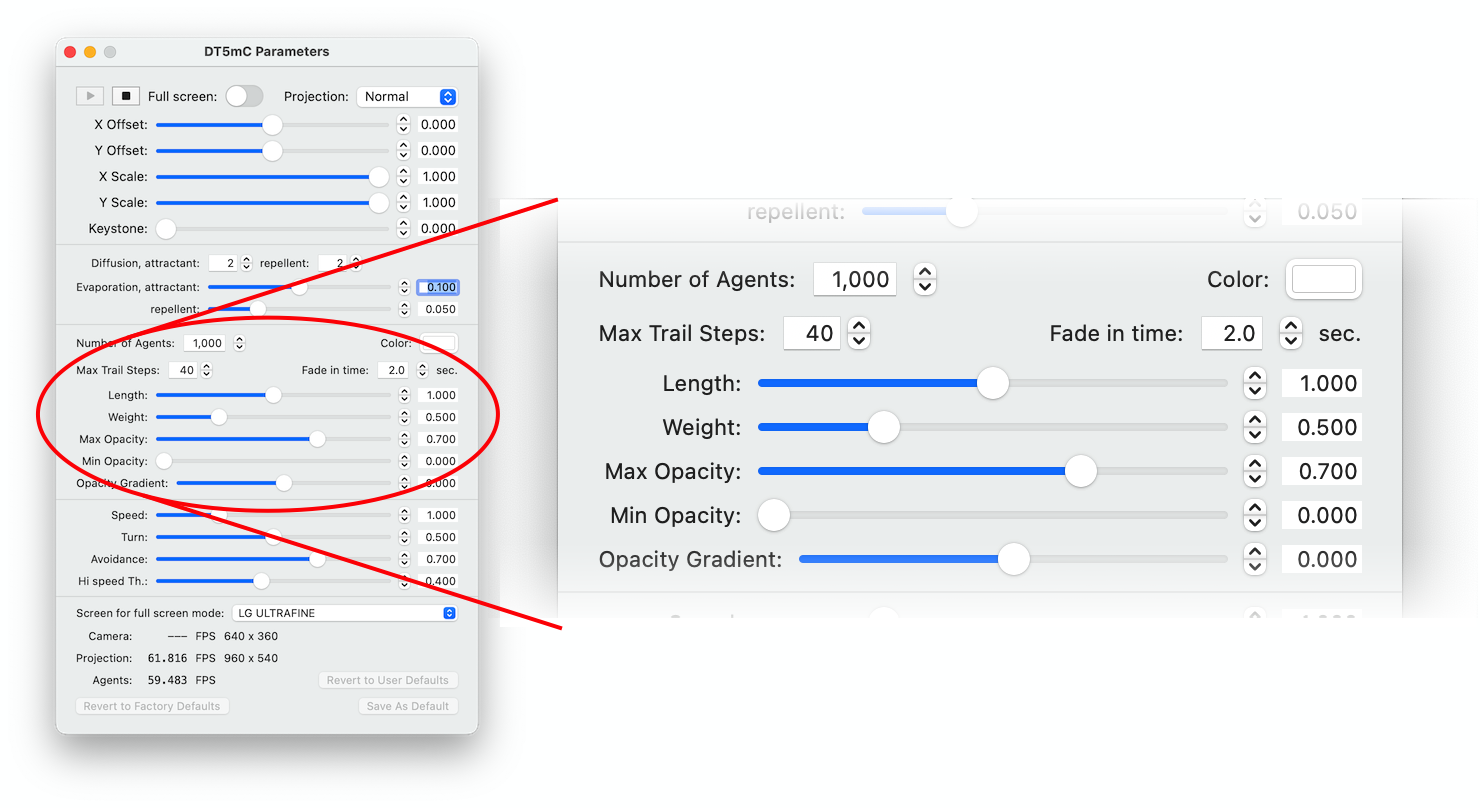 DT5mC Parameters
Full screen: Projection: Normal
X Offset: 0.000
Y Offset: 0.000
X Scale: 1.000
Y Scale: 1.000
Keystone: 0.000
Diffusion, attractant: 2 repellent: 2
Evaporation, attractant: 0.100
repellent: 0.050
Number of Agents: 1,000 Color:
Max Trail Steps: 40 Fade in time: 2.0 sec.
Length: 1.000
Weight: 0.500
Max Opacity: 0.700
Min Opacity: 0.000
Opacity Gradient: 0.000
Speed: 1.000
Turn: 0.500
Avoidance: 0.700
Hi speed Th.: 0.400
Screen for full screen mode: LG ULTRAFINE
Camera: --- FPS 640 x 360
Projection: 61.816 FPS 960 x 540
Agents: 59.483 FPS
Revert to User Defaults
Revert to Factory Defaults Save As Default
repellent: 0.050
Number of Agents: 1,000 Color:
Max Trail Steps: 40 Fade in time: 2.0 sec.
Length: 1.000
Weight: 0.500
Max Opacity: 0.700
Min Opacity: 0.000
Opacity Gradient: 0.000